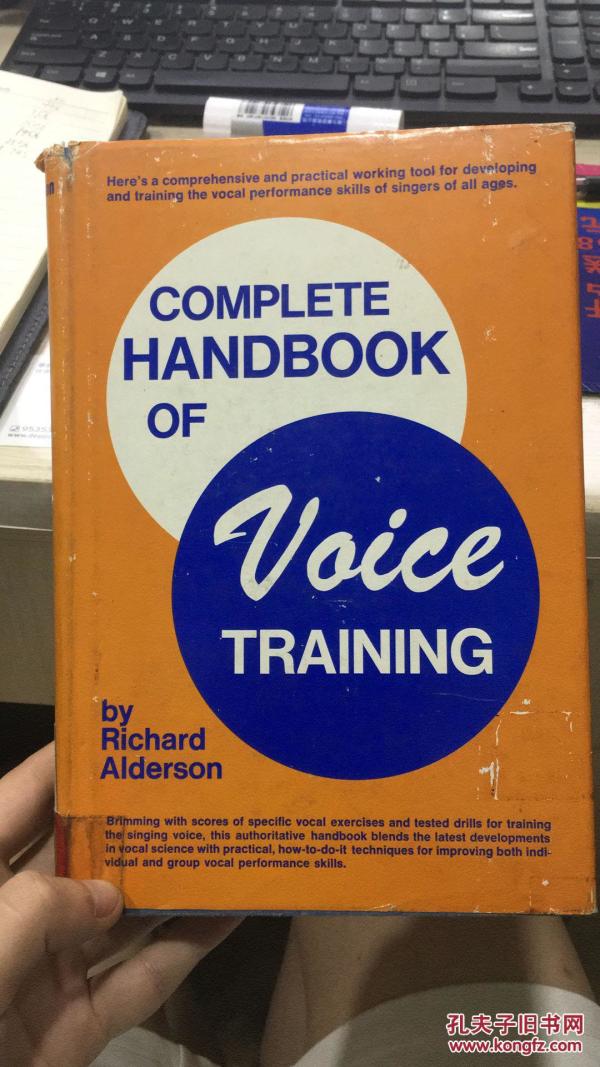 Here's a comprehensive and practical working tool for developing
and training the vocal performance skills of singers of all ages.
COMPLETE
HANDBOOK
OF
Voice
TRAINING
by
Richard
Alderson
Brimming with scores of specific vocal exercises and tested drills for training
the singing voice, this authoritative handbook blends the latest developments
in vocal science with practical, how-to-do-it techniques for improving both indi-
vidual and group vocal performance skills.
孔夫子旧书网
www.kongfz.com